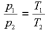 p₁/p₂ = T₁/T₂